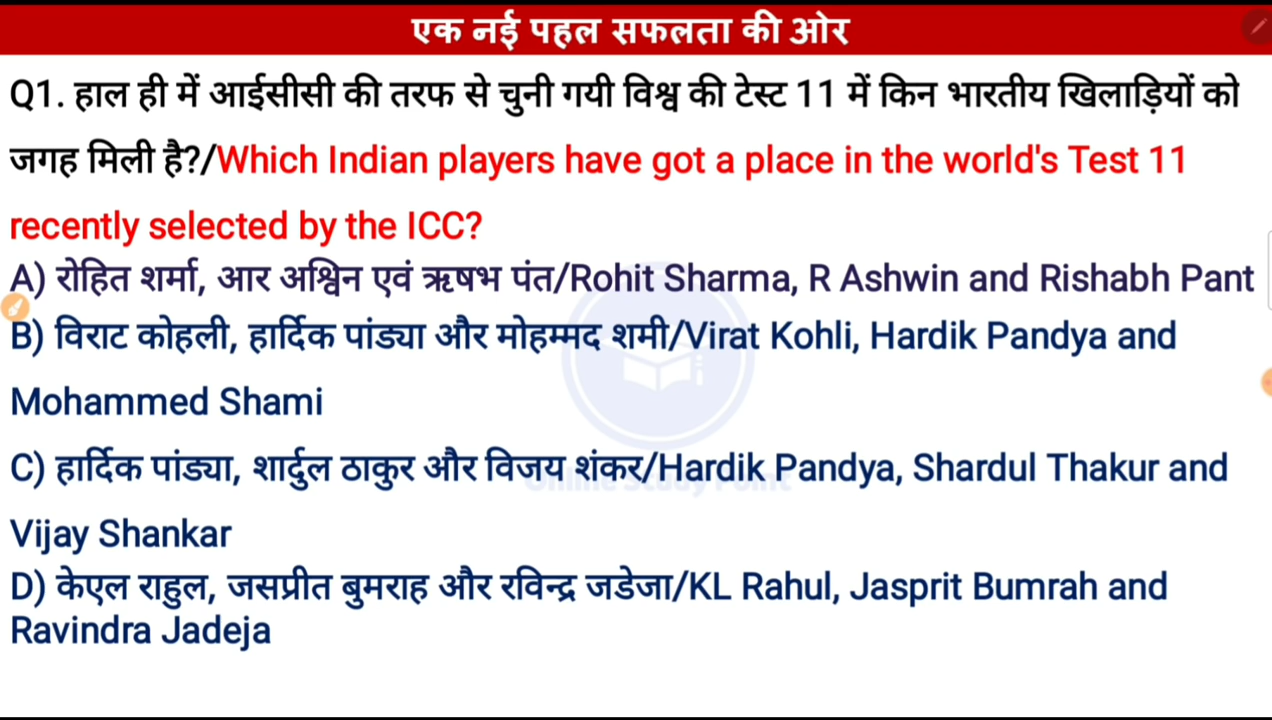 एक नई पहल सफलता की ओर
Q1. हाल ही में आईसीसी की तरफ से चुनी गयी विश्व की टेस्ट 11 में किन भारतीय खिलाड़ियों को
जगह मिली है?/Which Indian players have got a place in the world's Test 11
recently selected by the ICC?
A) रोहित शर्मा, आर अश्विन एवं ऋषभ पंत/Rohit Sharma, R Ashwin and Rishabh Pant
B) विराट कोहली, हार्दिक पांड्या और मोहम्मद शमी/Virat Kohli, Hardik Pandya and
Mohammed Shami
C) हार्दिक पांड्या, शार्दुल ठाकुर और विजय शंकर/Hardik Pandya, Shardul Thakur and
Online Study Point
Vijay Shankar
D) केएल राहुल, जसप्रीत बुमराह और रविन्द्र जडेजा/KL Rahul, Jasprit Bumrah and
Ravindra Jadeja